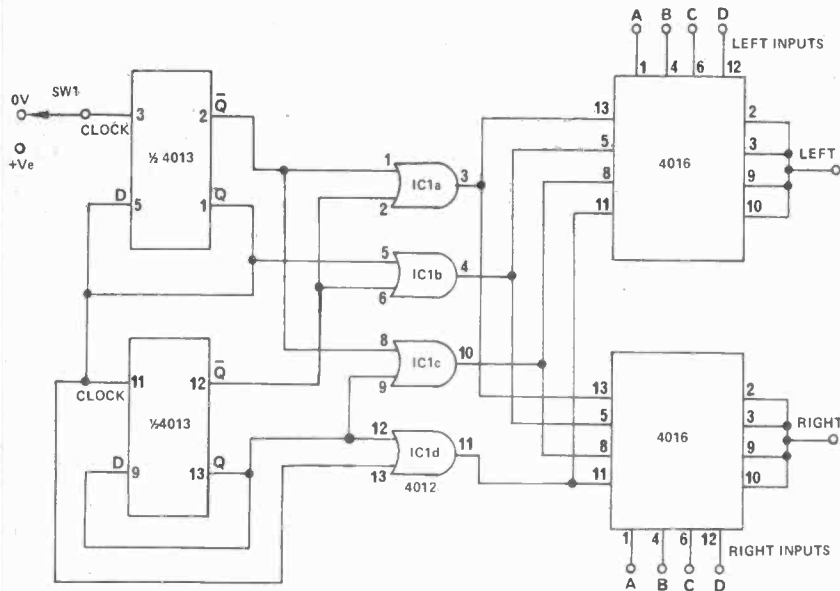 A B C D
LEFT INPUTS
1 4 6 12
0V SW1
+Ve
CLOCK
3 2 Q̅
½ 4013
D
5 1 Q
13
5
8
11
4016
2
3
9
10
LEFT
1
2
IC1a
3
5
6
IC1b
4
8
9
IC1c
10
12
13
IC1d
11
4012
11 12 Q̅
CLOCK
½4013
D
9 13 Q
13
5
8
11
4016
2
3
9
10
RIGHT
1 4 6 12
RIGHT INPUTS
A B C D